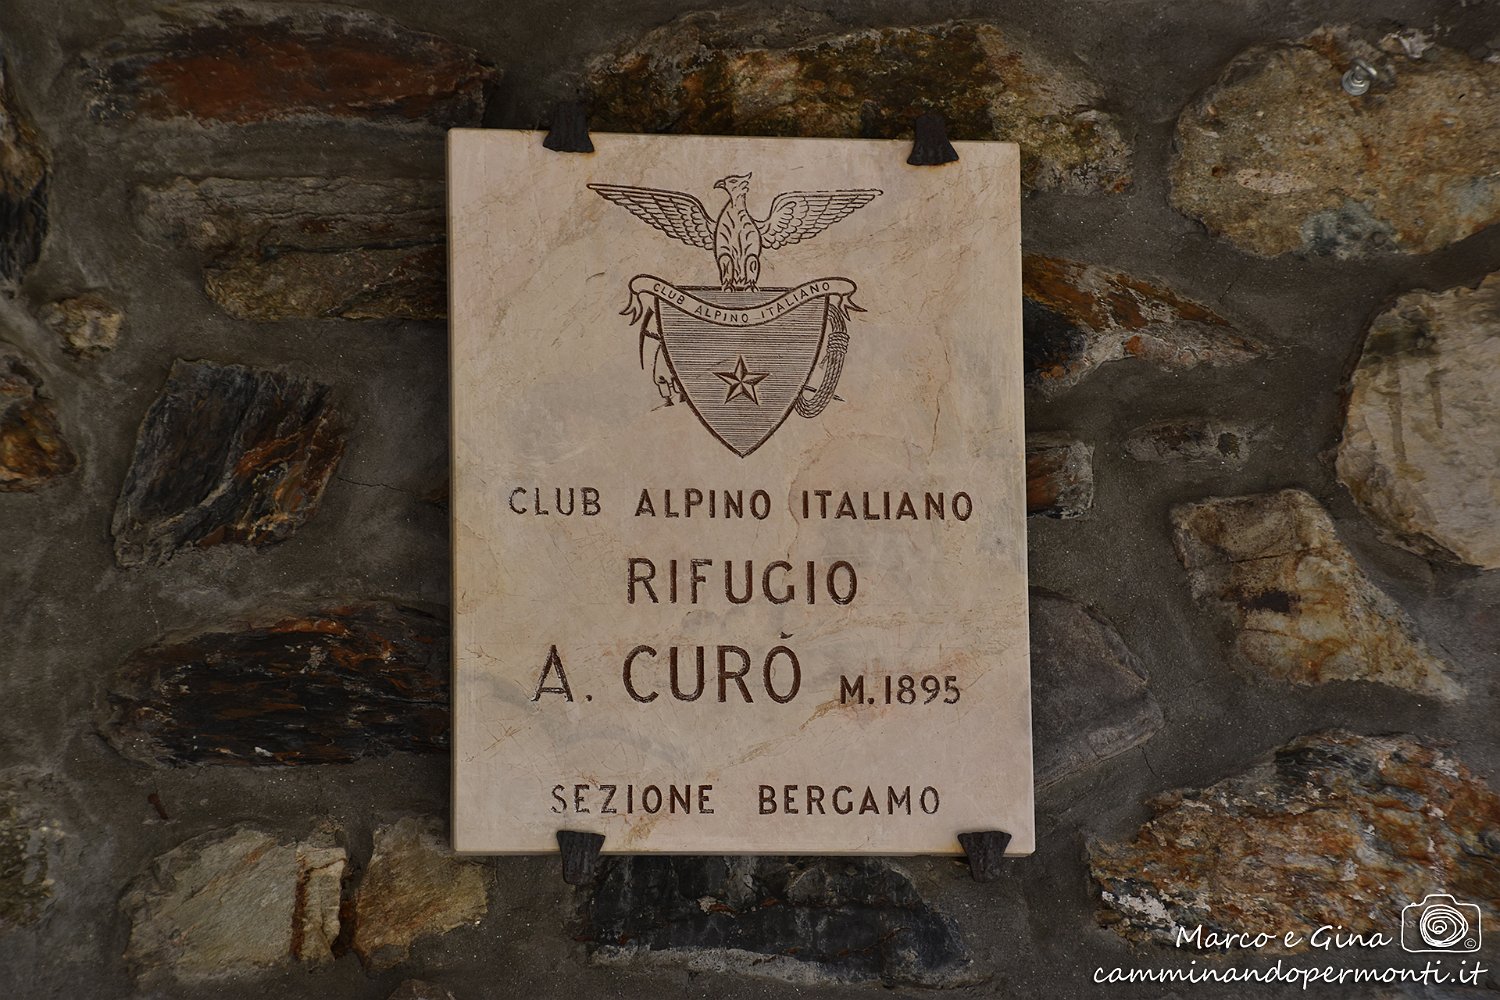 CLUB ALPINO ITALIANO
CLUB ALPINO ITALIANO
RIFUGIO
A. CURÒ M. 1895
SEZIONE BERGAMO
Marco e Gina
camminandopermonti.it